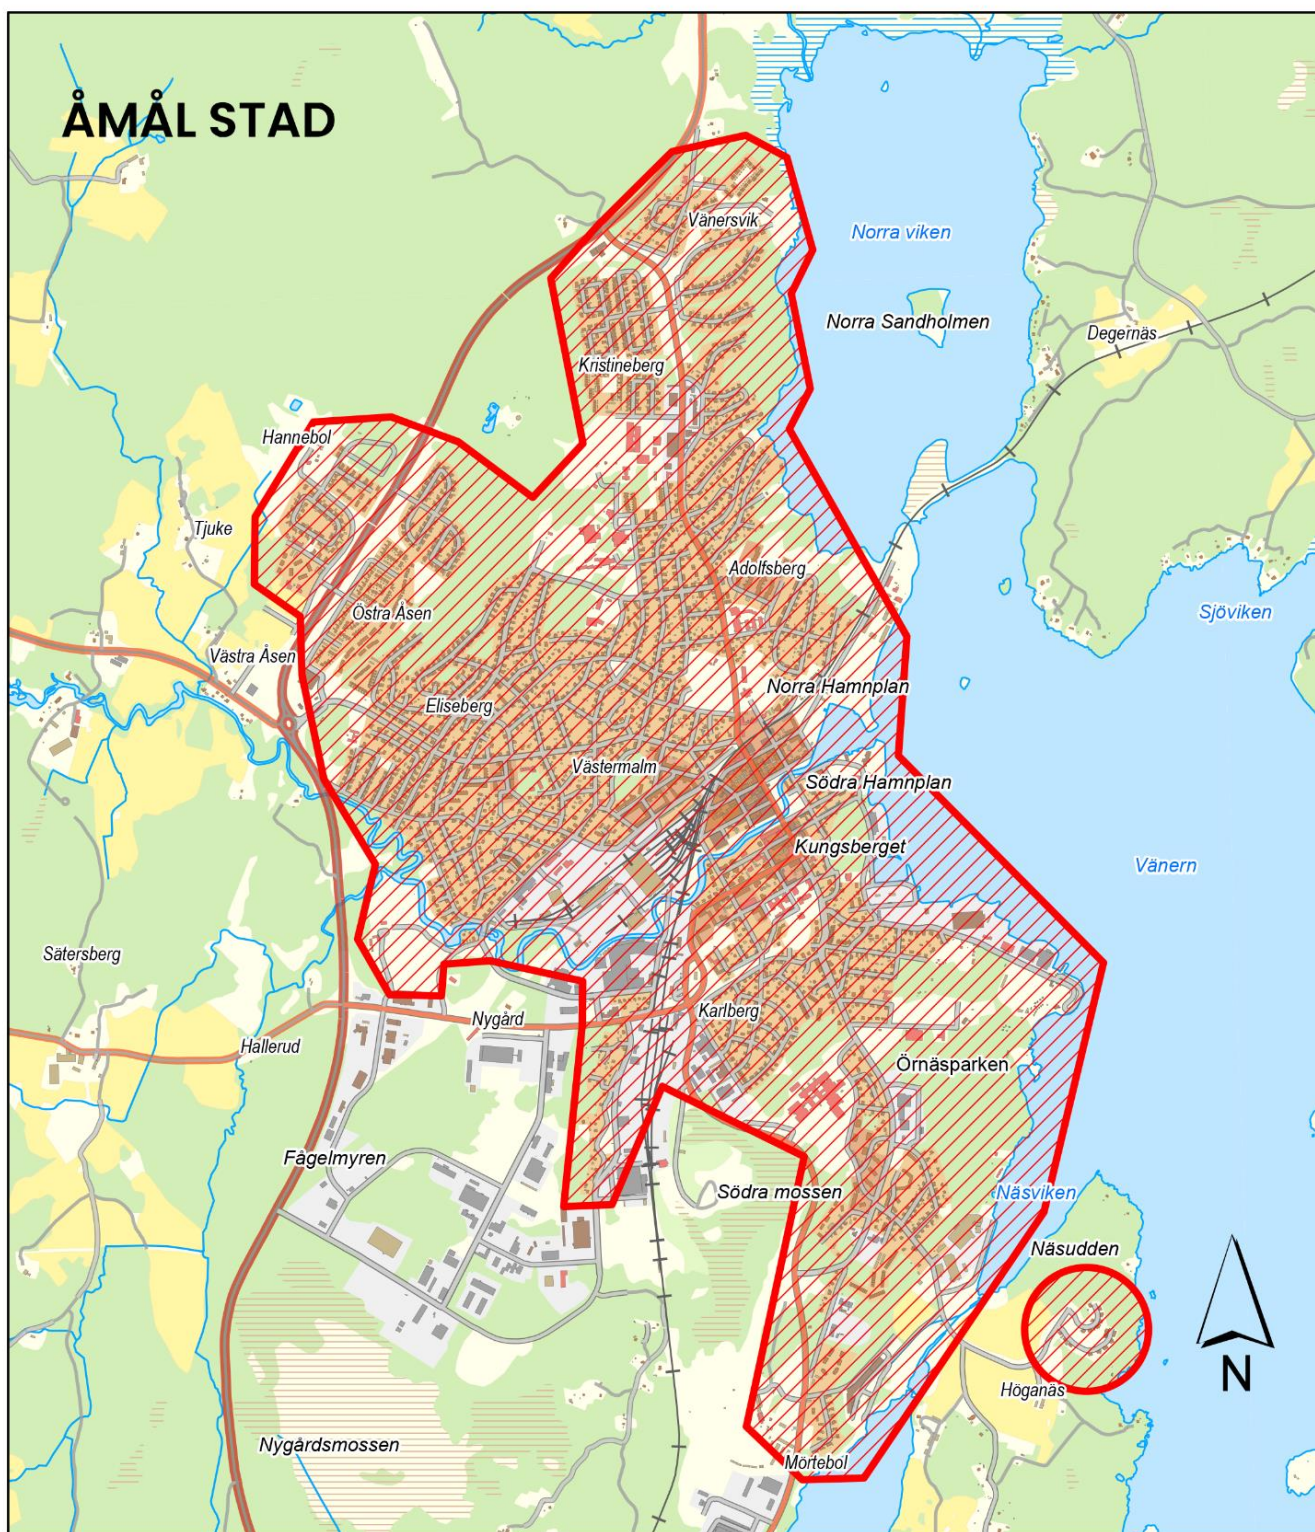 ÅMÅL STAD
Vänersvik
Norra viken
Norra Sandholmen
Degernäs
Kristineberg
Hannebol
Tjuke
Adolfsberg
Östra Åsen
Sjöviken
Västra Åsen
Norra Hamnplan
Eliseberg
Västermalm
Södra Hamnplan
Kungsberget
Vänern
Sätersberg
Karlberg
Nygård
Hallerud
Örnäsparken
Fågelmyren
Södra mossen
Näsviken
Näsudden
N
Höganäs
Nygårdsmossen
Mörtebol